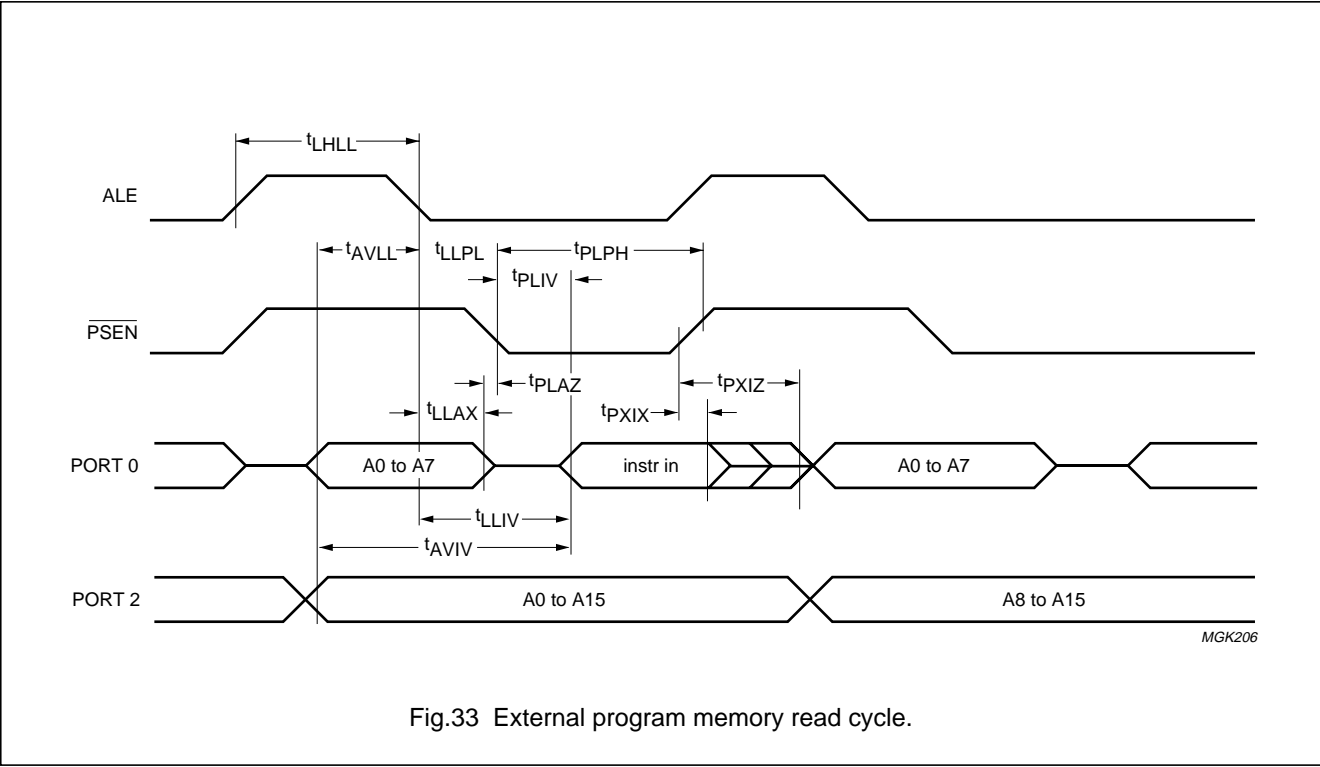 tLHLL
ALE
tAVLL tLLPL tPLPH
tPLIV
PSEN
tPLAZ tPXIZ
tLLAX tPXIX
PORT 0 A0 to A7 instr in A0 to A7
tLLIV
tAVIV
PORT 2 A0 to A15 A8 to A15
MGK206
Fig.33 External program memory read cycle.